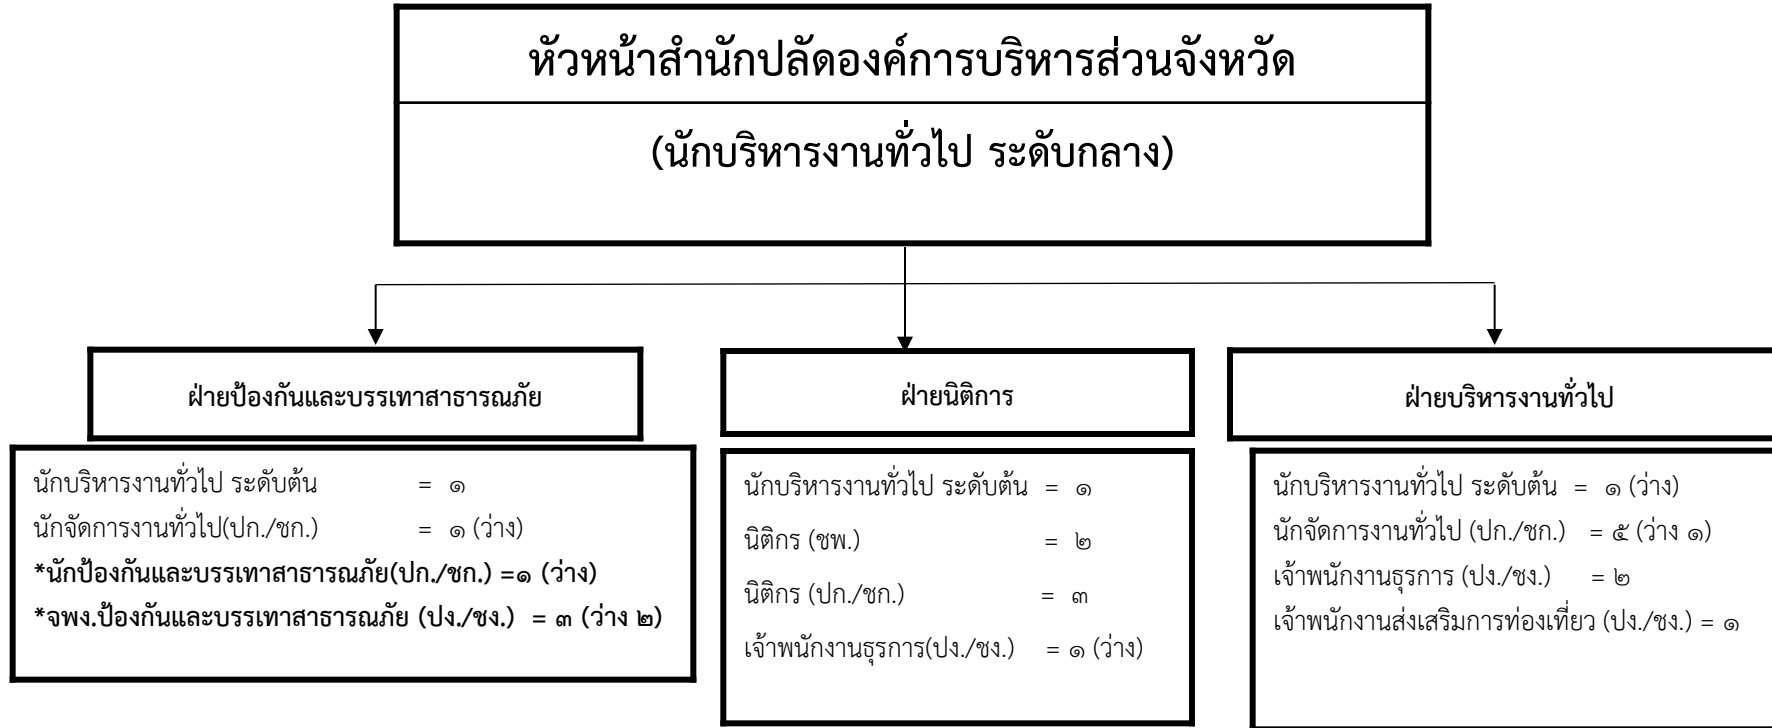 หัวหน้าสำนักปลัดองค์การบริหารส่วนจังหวัด
(นักบริหารงานทั่วไป ระดับกลาง)
ฝ่ายป้องกันและบรรเทาสาธารณภัย
นักบริหารงานทั่วไป ระดับต้น = ๑
นักจัดการงานทั่วไป(ปก./ชก.) = ๑ (ว่าง)
*นักป้องกันและบรรเทาสาธารณภัย(ปก./ชก.) =๑ (ว่าง)
*จพง.ป้องกันและบรรเทาสาธารณภัย (ปง./ชง.) = ๓ (ว่าง ๒)
ฝ่ายนิติการ
นักบริหารงานทั่วไป ระดับต้น = ๑
นิติกร (ชพ.) = ๒
นิติกร (ปก./ชก.) = ๓
เจ้าพนักงานธุรการ(ปง./ชง.) = ๑ (ว่าง)
ฝ่ายบริหารงานทั่วไป
นักบริหารงานทั่วไป ระดับต้น = ๑ (ว่าง)
นักจัดการงานทั่วไป (ปก./ชก.) = ๕ (ว่าง ๑)
เจ้าพนักงานธุรการ (ปง./ชง.) = ๒
เจ้าพนักงานส่งเสริมการท่องเที่ยว (ปง./ชง.) = ๑